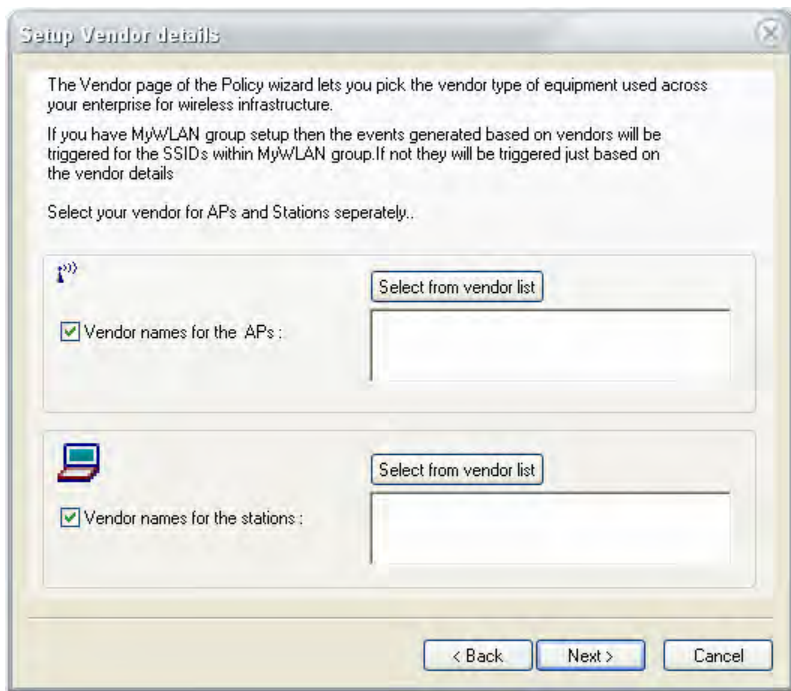 Setup Vendor details
The Vendor page of the Policy wizard lets you pick the vendor type of equipment used across
your enterprise for wireless infrastructure.
If you have MyWLAN group setup then the events generated based on vendors will be
triggered for the SSIDs within MyWLAN group.If not they will be triggered just based on
the vendor details
Select your vendor for APs and Stations seperately..
Select from vendor list
Vendor names for the APs :
Select from vendor list
Vendor names for the stations :
< Back
Next >
Cancel